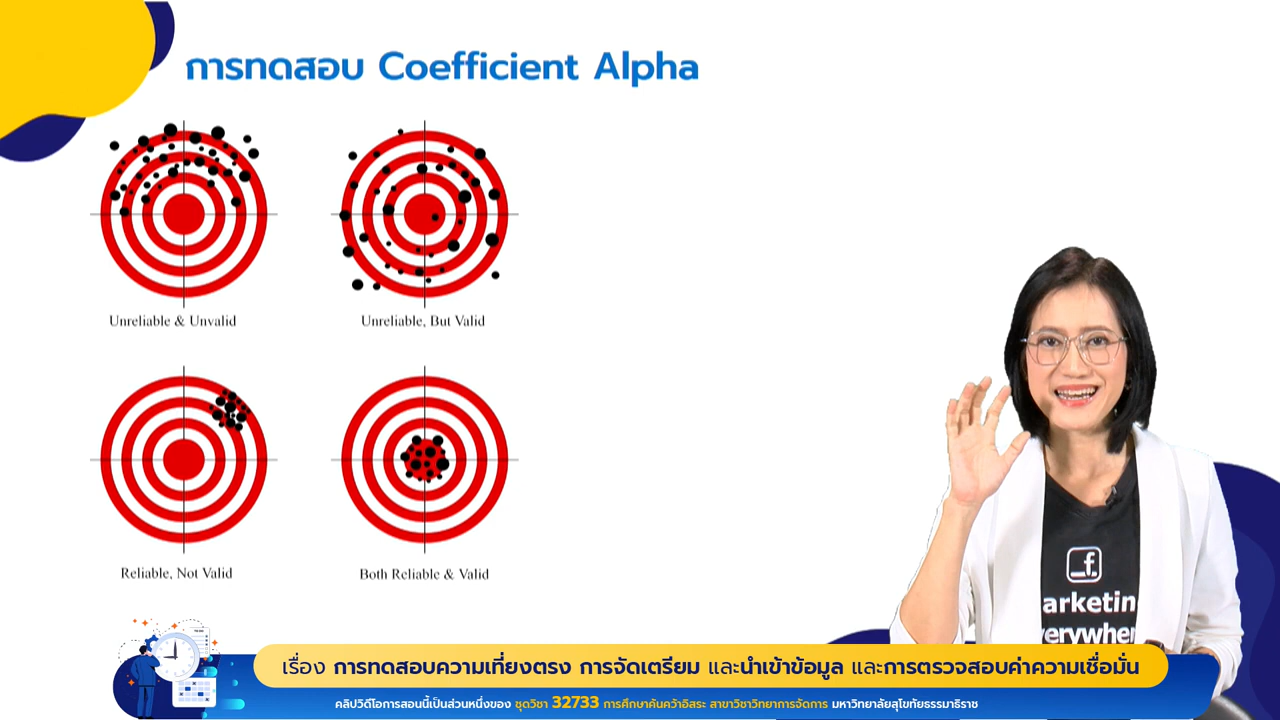 การทดสอบ Coefficient Alpha
Unreliable & Unvalid
Unreliable, But Valid
Reliable, Not Valid
Both Reliable & Valid
f
arketin
verywher
เรื่อง การทดสอบความเที่ยงตรง การจัดเตรียม และนำเข้าข้อมูล และการตรวจสอบค่าความเชื่อมั่น
คลิปวิดีโอการสอนนี้เป็นส่วนหนึ่งของ ชุดวิชา 32733 การศึกษาค้นคว้าอิสระ สาขาวิชาวิทยาการจัดการ มหาวิทยาลัยสุโขทัยธรรมาธิราช